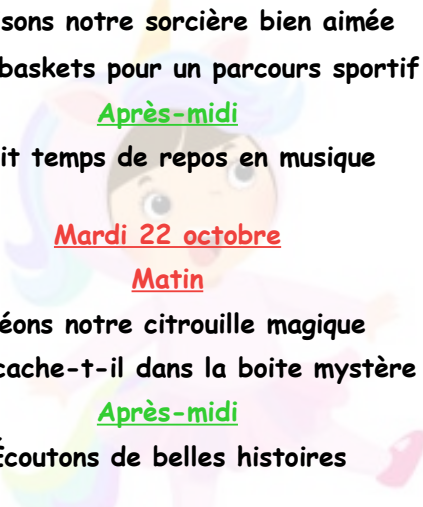 sons notre sorcière bien aimée
baskets pour un parcours sportif
Après-midi
it temps de repos en musique
Mardi 22 octobre
Matin
éons notre citrouille magique
cache-t-il dans la boite mystère
Après-midi
Écoutons de belles histoires